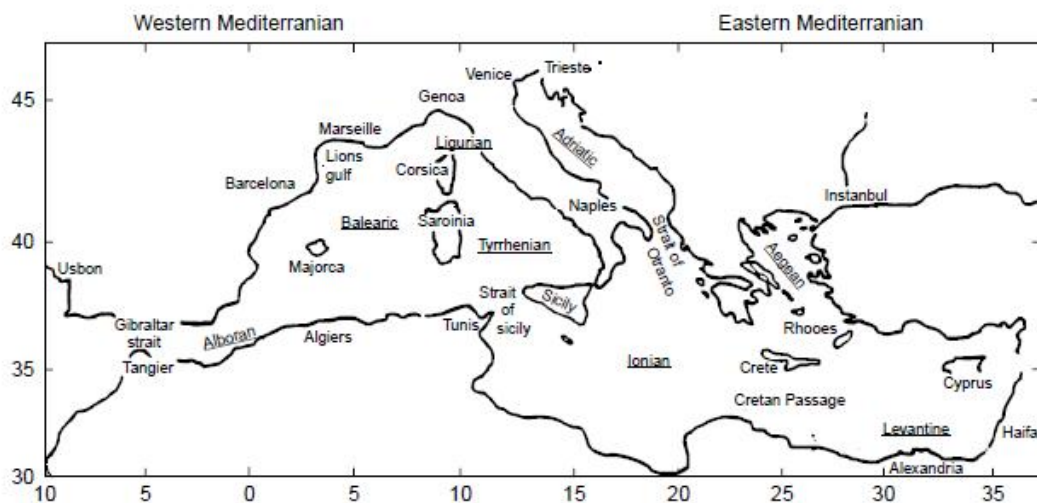 Western Mediterranian
Eastern Mediterranian
45
40
35
30
10
5
0
5
10
15
20
25
30
35
Venice
Trieste
Genoa
Marseille
Ligurian
Adriatic
Lions
gulf
Corsica
Barcelona
Instanbul
Naples
Balearic
Saroinia
Strait of
Otranto
Tyrrhenian
Aegean
Usbon
Majorca
Strait of
sicily
Sicily
Gibraltar
strait
Alboran
Algiers
Tunis
Rhooes
Tangier
Ionian
Crete
Cyprus
Cretan Passage
Levantine
Haifa
Alexandria